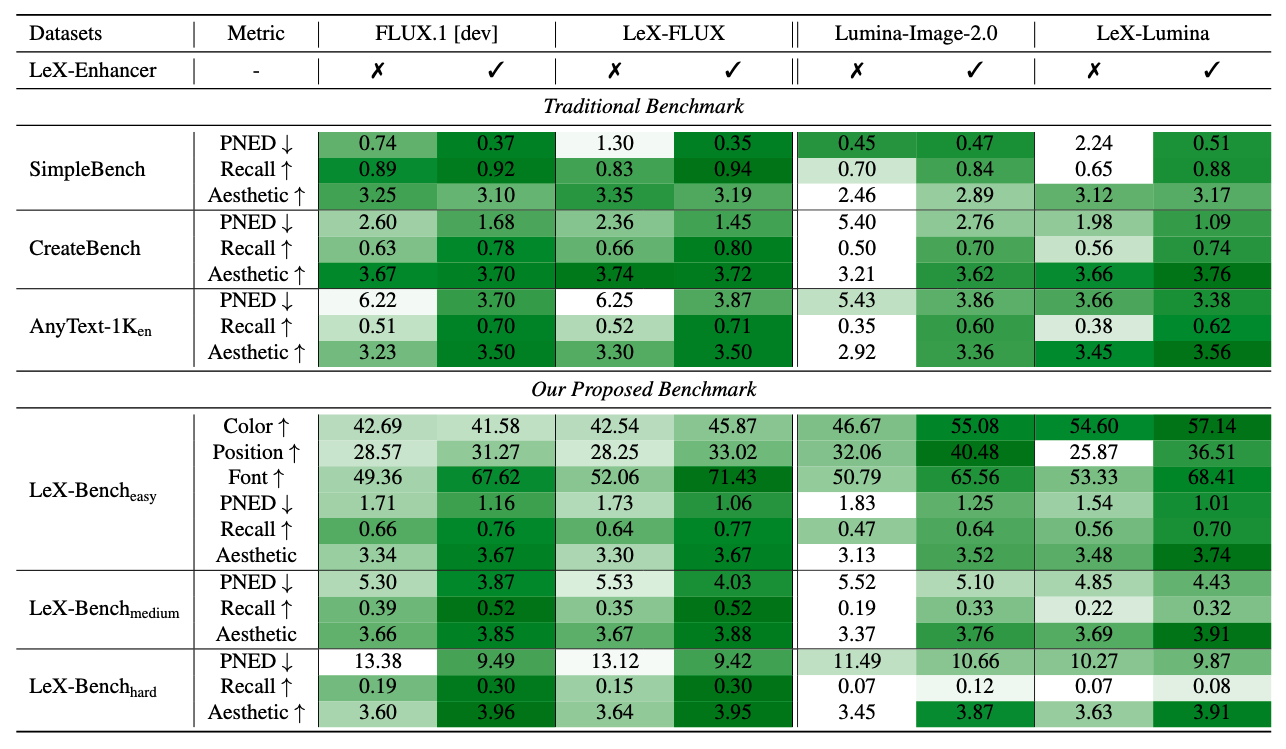 Datasets Metric FLUX.1 [dev] LeX-FLUX Lumina-Image-2.0 LeX-Lumina
LeX-Enhancer - ✗ ✓ ✗ ✓ ✗ ✓ ✗ ✓
Traditional Benchmark
PNED ↓ 0.74 0.37 1.30 0.35 0.45 0.47 2.24 0.51
SimpleBench Recall ↑ 0.89 0.92 0.83 0.94 0.70 0.84 0.65 0.88
Aesthetic ↑ 3.25 3.10 3.35 3.19 2.46 2.89 3.12 3.17
PNED ↓ 2.60 1.68 2.36 1.45 5.40 2.76 1.98 1.09
CreateBench Recall ↑ 0.63 0.78 0.66 0.80 0.50 0.70 0.56 0.74
Aesthetic ↑ 3.67 3.70 3.74 3.72 3.21 3.62 3.66 3.76
PNED ↓ 6.22 3.70 6.25 3.87 5.43 3.86 3.66 3.38
AnyText-1Ken Recall ↑ 0.51 0.70 0.52 0.71 0.35 0.60 0.38 0.62
Aesthetic ↑ 3.23 3.50 3.30 3.50 2.92 3.36 3.45 3.56
Our Proposed Benchmark
Color ↑ 42.69 41.58 42.54 45.87 46.67 55.08 54.60 57.14
Position ↑ 28.57 31.27 28.25 33.02 32.06 40.48 25.87 36.51
Font ↑ 49.36 67.62 52.06 71.43 50.79 65.56 53.33 68.41
LeX-Bencheasy PNED ↓ 1.71 1.16 1.73 1.06 1.83 1.25 1.54 1.01
Recall ↑ 0.66 0.76 0.64 0.77 0.47 0.64 0.56 0.70
Aesthetic 3.34 3.67 3.30 3.67 3.13 3.52 3.48 3.74
PNED ↓ 5.30 3.87 5.53 4.03 5.52 5.10 4.85 4.43
LeX-Benchmedium Recall ↑ 0.39 0.52 0.35 0.52 0.19 0.33 0.22 0.32
Aesthetic 3.66 3.85 3.67 3.88 3.37 3.76 3.69 3.91
PNED ↓ 13.38 9.49 13.12 9.42 11.49 10.66 10.27 9.87
LeX-Benchhard Recall ↑ 0.19 0.30 0.15 0.30 0.07 0.12 0.07 0.08
Aesthetic ↑ 3.60 3.96 3.64 3.95 3.45 3.87 3.63 3.91